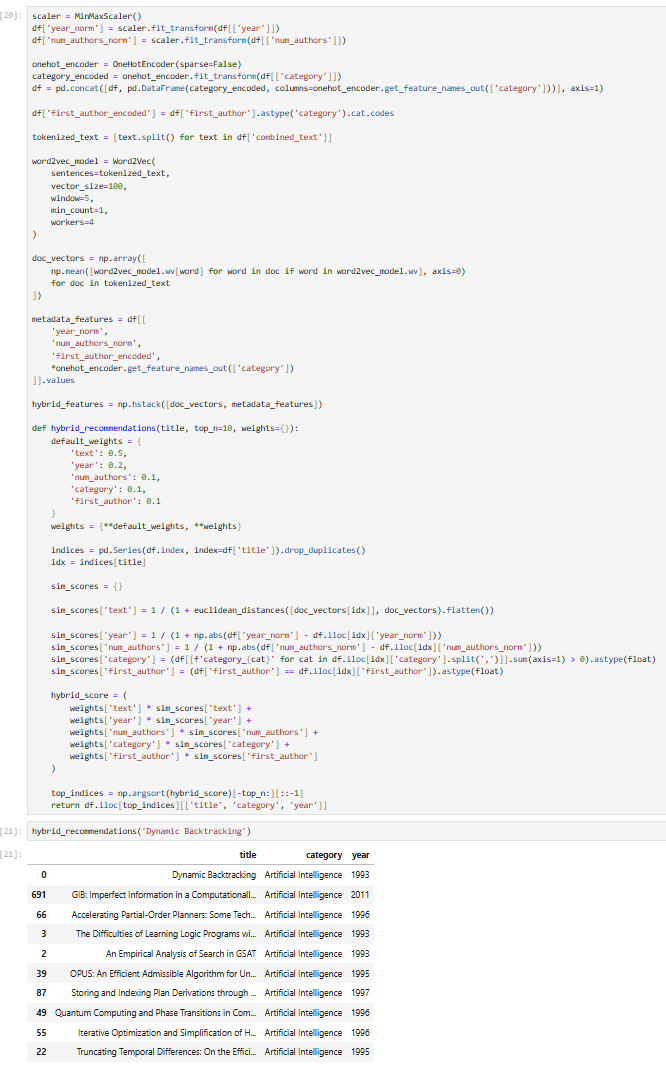 [20]:
scaler = MinMaxScaler()
df['year_norm'] = scaler.fit_transform(df[['year']])
df['num_authors_norm'] = scaler.fit_transform(df[['num_authors']])

onehot_encoder = OneHotEncoder(sparse=False)
category_encoded = onehot_encoder.fit_transform(df[['category']])
df = pd.concat([df, pd.DataFrame(category_encoded, columns=onehot_encoder.get_feature_names_out(['category']))], axis=1)

df['first_author_encoded'] = df['first_author'].astype('category').cat.codes

tokenized_text = [text.split() for text in df['combined_text']]

word2vec_model = Word2Vec(
    sentences=tokenized_text,
    vector_size=100,
    window=5,
    min_count=1,
    workers=4
)

doc_vectors = np.array([
    np.mean([word2vec_model.wv[word] for word in doc if word in word2vec_model.wv], axis=0)
    for doc in tokenized_text
])

metadata_features = df[[
    'year_norm',
    'num_authors_norm',
    'first_author_encoded',
    *onehot_encoder.get_feature_names_out(['category'])
]].values

hybrid_features = np.hstack([doc_vectors, metadata_features])

def hybrid_recommendations(title, top_n=10, weights={}):
    default_weights = {
        'text': 0.5,
        'year': 0.2,
        'num_authors': 0.1,
        'category': 0.1,
        'first_author': 0.1
    }
    weights = {**default_weights, **weights}

    indices = pd.Series(df.index, index=df['title']).drop_duplicates()
    idx = indices[title]

    sim_scores = {}

    sim_scores['text'] = 1 / (1 + euclidean_distances([doc_vectors[idx]], doc_vectors).flatten())

    sim_scores['year'] = 1 / (1 + np.abs(df['year_norm'] - df.iloc[idx]['year_norm']))
    sim_scores['num_authors'] = 1 / (1 + np.abs(df['num_authors_norm'] - df.iloc[idx]['num_authors_norm']))
    sim_scores['category'] = (df[[f'category_{cat}' for cat in df.iloc[idx]['category'].split(',')]].sum(axis=1) > 0).astype(float)
    sim_scores['first_author'] = (df['first_author'] == df.iloc[idx]['first_author']).astype(float)

    hybrid_score = (
        weights['text'] * sim_scores['text'] +
        weights['year'] * sim_scores['year'] +
        weights['num_authors'] * sim_scores['num_authors'] +
        weights['category'] * sim_scores['category'] +
        weights['first_author'] * sim_scores['first_author']
    )

    top_indices = np.argsort(hybrid_score)[-top_n:][::-1]
    return df.iloc[top_indices][['title', 'category', 'year']]
[21]: hybrid_recommendations('Dynamic Backtracking')
[21]:
title category year
0 Dynamic Backtracking Artificial Intelligence 1993
691 GIB: Imperfect Information in a Computationall... Artificial Intelligence 2011
66 Accelerating Partial-Order Planners: Some Tech... Artificial Intelligence 1996
3 The Difficulties of Learning Logic Programs wi... Artificial Intelligence 1993
2 An Empirical Analysis of Search in GSAT Artificial Intelligence 1993
39 OPUS: An Efficient Admissible Algorithm for Un... Artificial Intelligence 1995
87 Storing and Indexing Plan Derivations through ... Artificial Intelligence 1997
49 Quantum Computing and Phase Transitions in Com... Artificial Intelligence 1996
55 Iterative Optimization and Simplification of H... Artificial Intelligence 1996
22 Truncating Temporal Differences: On the Effici... Artificial Intelligence 1995